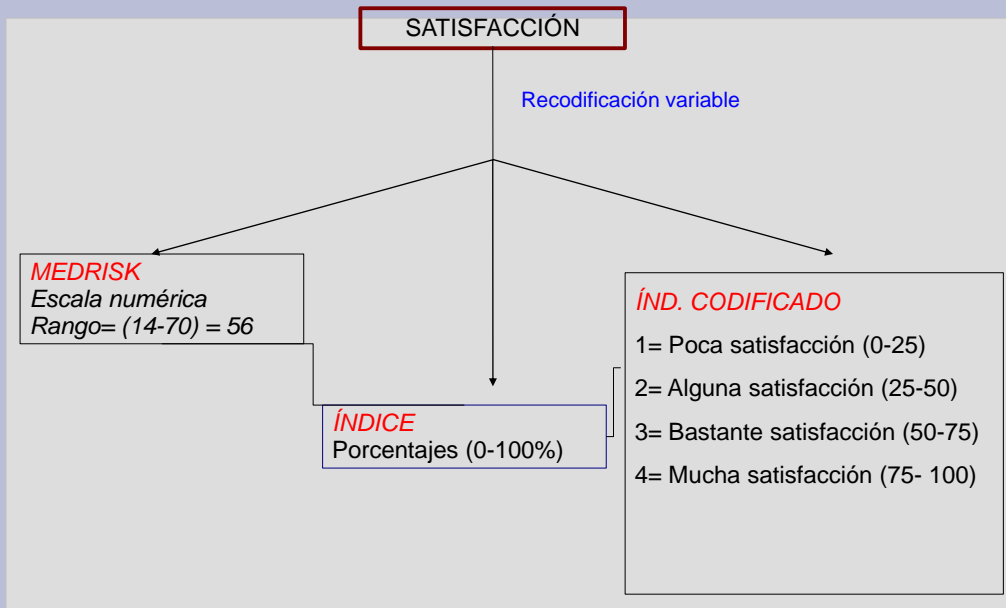 SATISFACCIÓN
Recodificación variable
MEDRISK
Escala numérica
Rango= (14-70) = 56
ÍNDICE
Porcentajes (0-100%)
ÍND. CODIFICADO
1= Poca satisfacción (0-25)
2= Alguna satisfacción (25-50)
3= Bastante satisfacción (50-75)
4= Mucha satisfacción (75- 100)